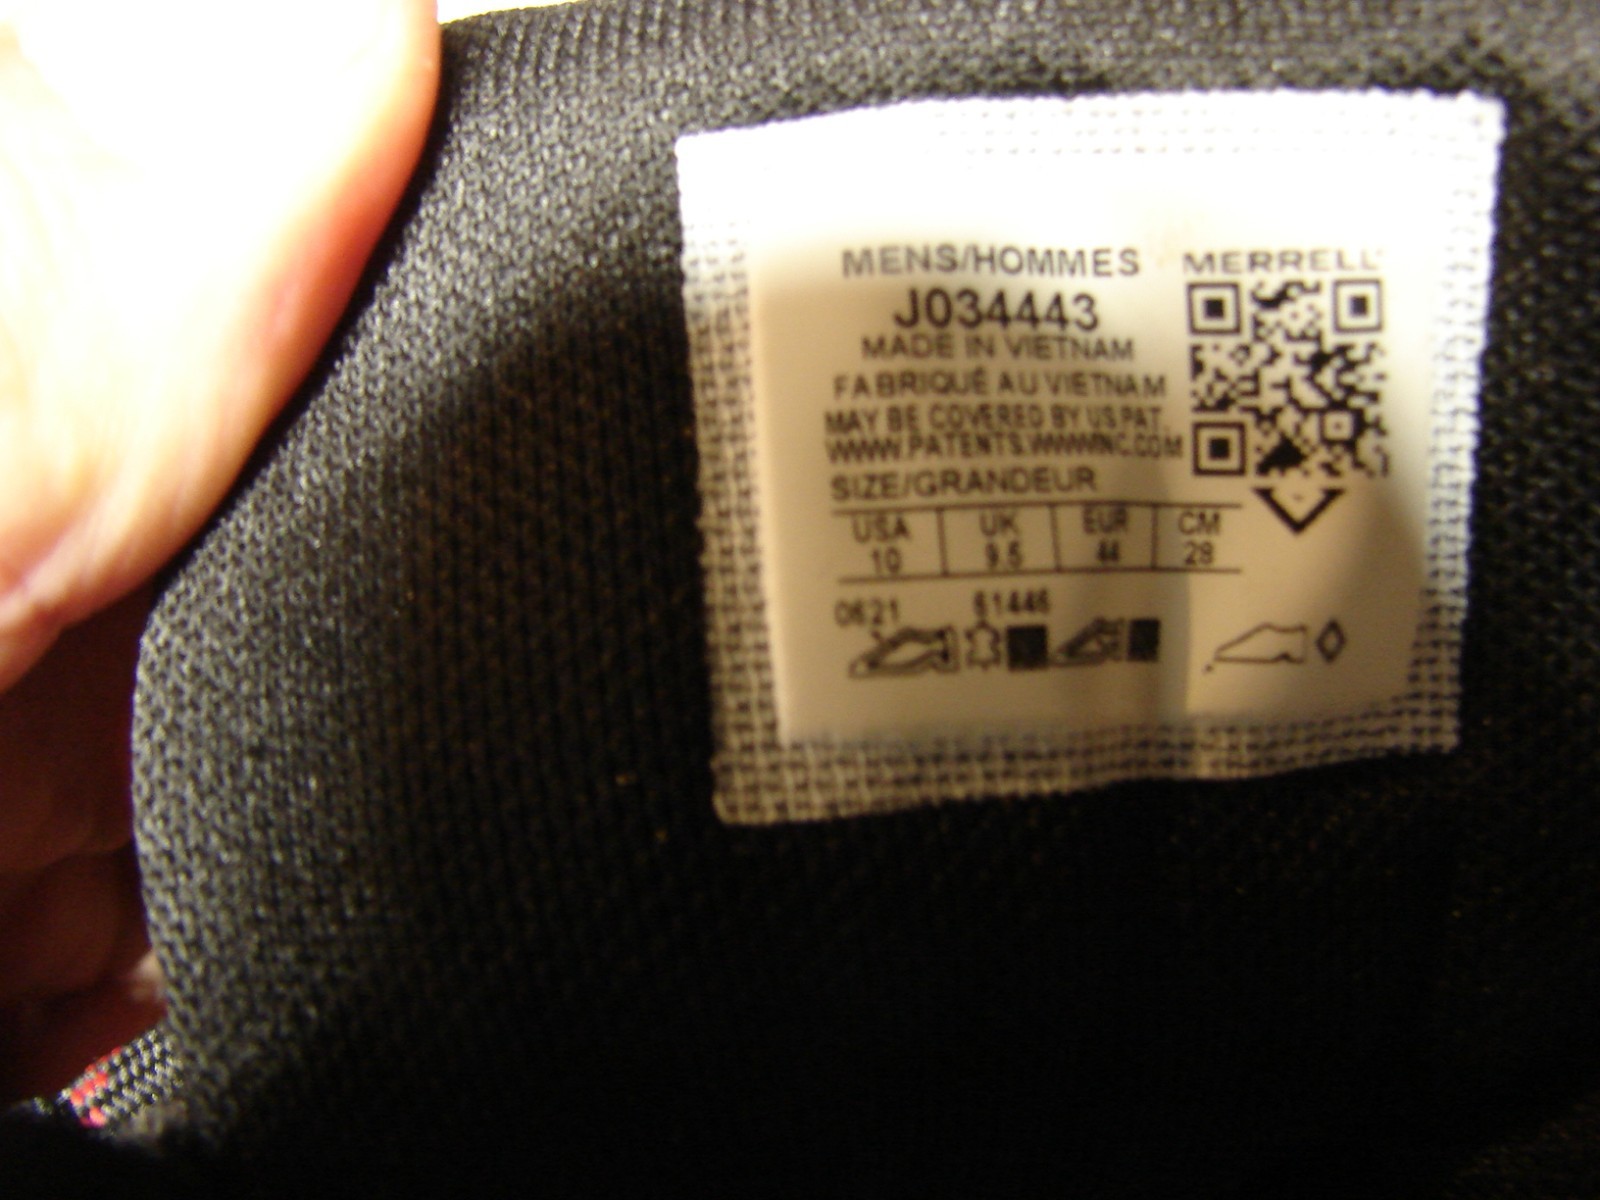 MENS/HOMMES
MERRELL
J034443
MADE IN VIETNAM
FABRIQUÉ AU VIETNAM
MAY BE COVERED BY US PAT.
WWW.PATENTS.WWWINC.COM
SIZE/GRANDEUR
USA UK EUR CM
10 9.5 44 28
0621 61446